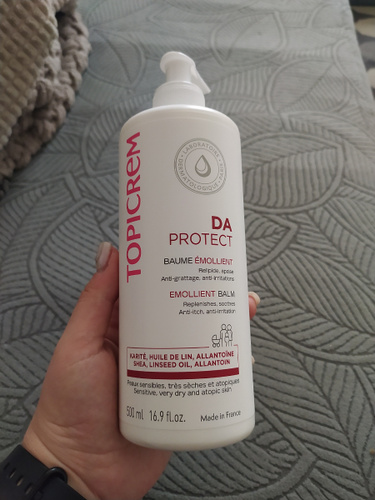 TOPICREM
DA
PROTECT
BAUME ÉMOLLIENT
Relipide, apaise
Anti-grattage, anti-irritations
EMOLLIENT BALM
Replenishes, soothes
Anti-itch, anti-irritation
KARITÉ, HUILE DE LIN, ALLANTOÏNE
SHEA, LINSEED OIL, ALLANTOIN
Peaux sensibles, très sèches et atopiques
Sensitive, very dry and atopic skin
500 ml 16.9 fl.oz. Made in France